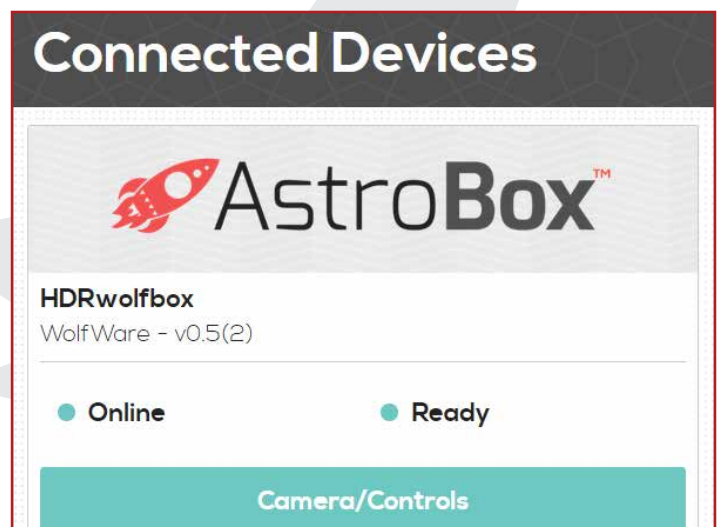 Connected Devices
AstroBox™
HDRwolfbox
WolfWare - v0.5(2)
Online Ready
Camera/Controls